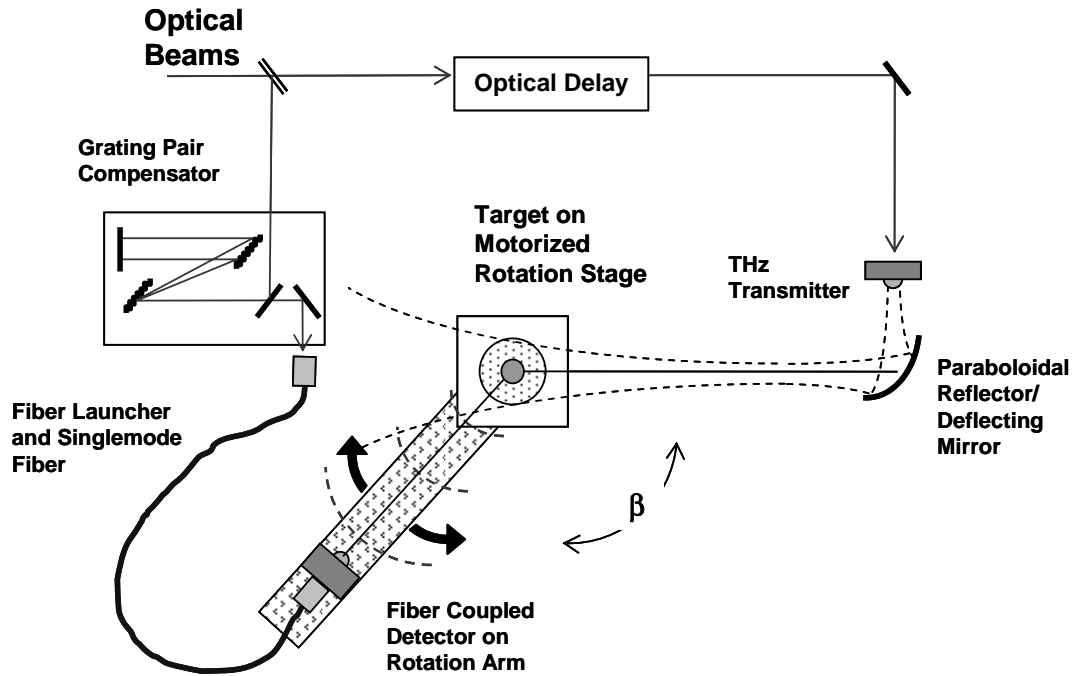 Optical
Beams
Optical Delay
Grating Pair
Compensator
Target on
Motorized
Rotation Stage
THz
Transmitter
Paraboloidal
Reflector/
Deflecting
Mirror
Fiber Launcher
and Singlemode
Fiber
β
Fiber Coupled
Detector on
Rotation Arm